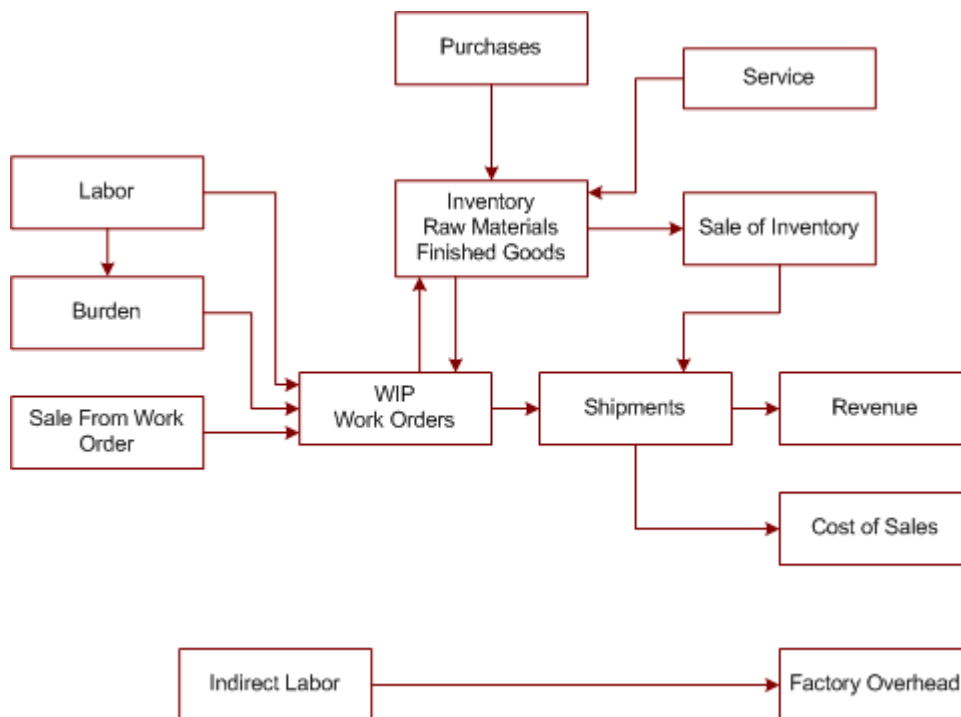 Purchases
Service
Labor
Inventory
Raw Materials
Finished Goods
Sale of Inventory
Burden
Sale From Work
Order
WIP
Work Orders
Shipments
Revenue
Cost of Sales
Indirect Labor
Factory Overhead